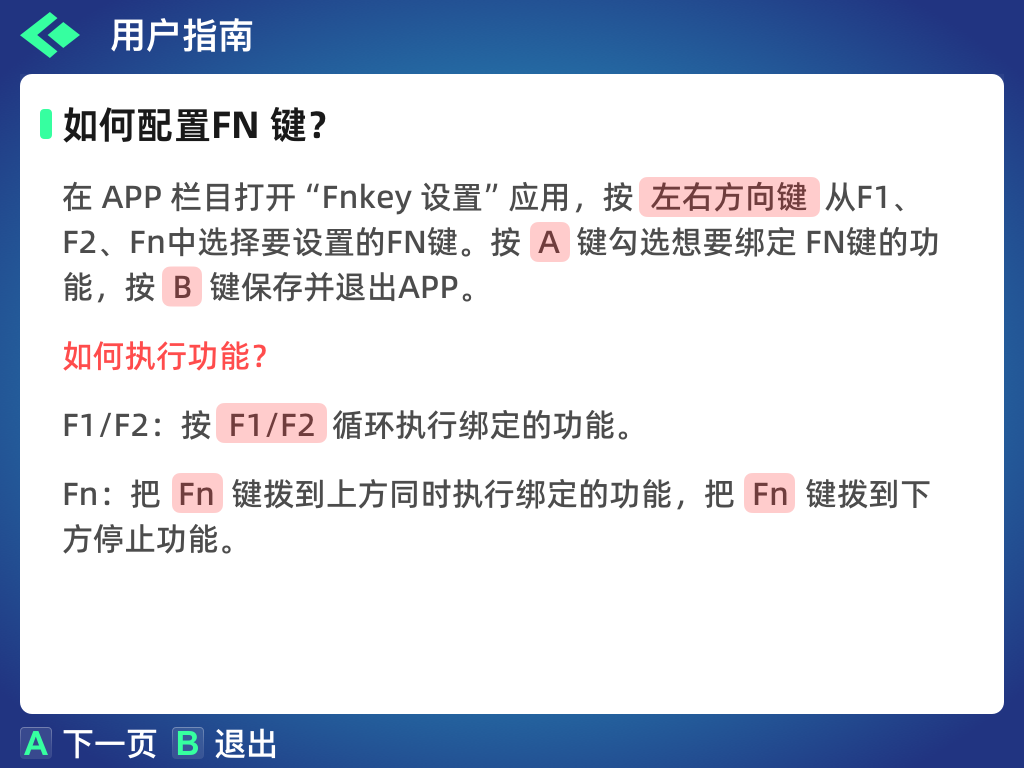 用户指南
如何配置FN 键？
在 APP 栏目打开 “Fnkey 设置” 应用，按 左右方向键 从F1、
F2、Fn中选择要设置的FN键。按 A 键勾选想要绑定 FN键的功
能，按 B 键保存并退出APP。
如何执行功能？
F1/F2：按 F1/F2 循环执行绑定的功能。
Fn：把 Fn 键拨到上方同时执行绑定的功能，把 Fn 键拨到下
方停止功能。
A 下一页 B 退出